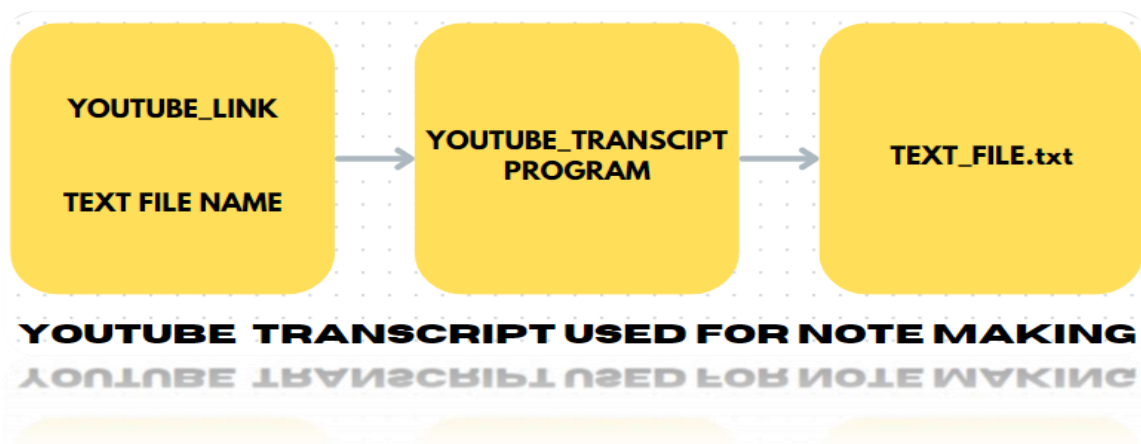 YOUTUBE_LINK
TEXT FILE NAME
YOUTUBE_TRANSCIPT
PROGRAM
TEXT_FILE.txt
YOUTUBE TRANSCRIPT USED FOR NOTE MAKING